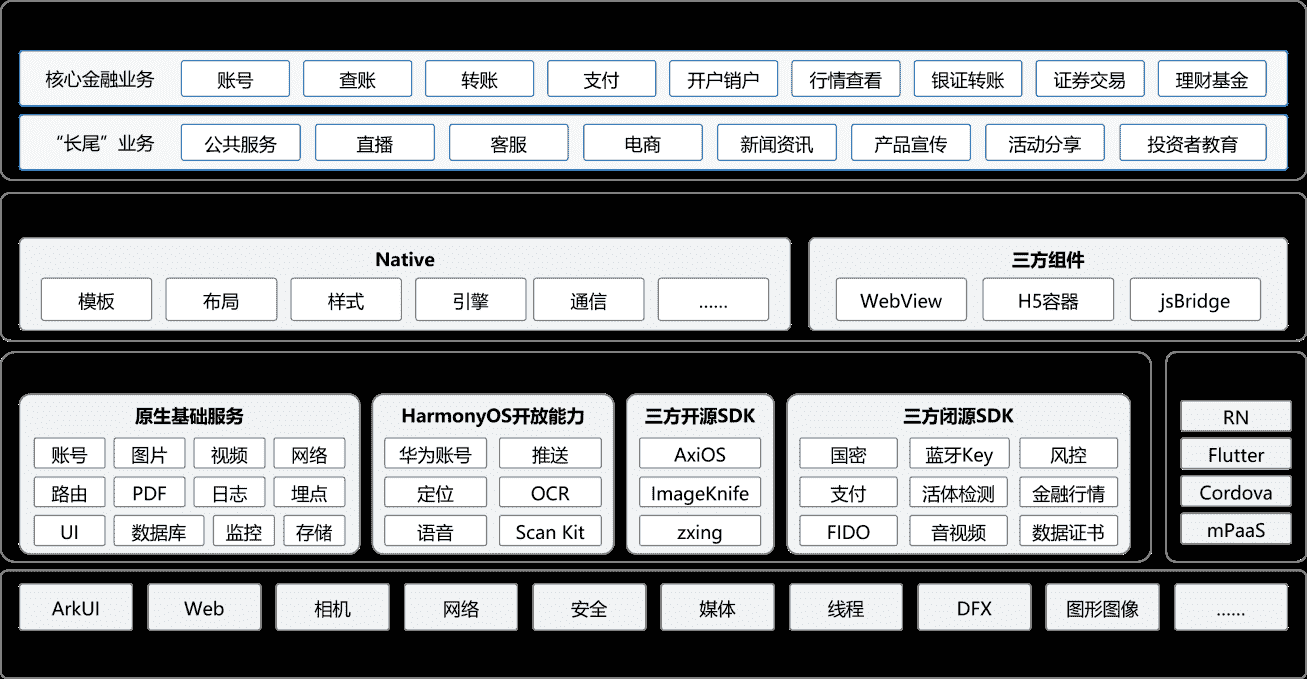 核心金融业务 账号 查账 转账 支付 开户销户 行情查看 银证转账 证券交易 理财基金
“长尾”业务 公共服务 直播 客服 电商 新闻资讯 产品宣传 活动分享 投资者教育
Native
模板 布局 样式 引擎 通信 ......
三方组件
WebView H5容器 jsBridge
原生基础服务
账号 图片 视频 网络
路由 PDF 日志 埋点
UI 数据库 监控 存储
HarmonyOS开放能力
华为账号 推送
定位 OCR
语音 Scan Kit
三方开源SDK
AxiOS
ImageKnife
zxing
三方闭源SDK
国密 蓝牙Key 风控
支付 活体检测 金融行情
FIDO 音视频 数据证书
RN
Flutter
Cordova
mPaaS
ArkUI Web 相机 网络 安全 媒体 线程 DFX 图形图像 ......